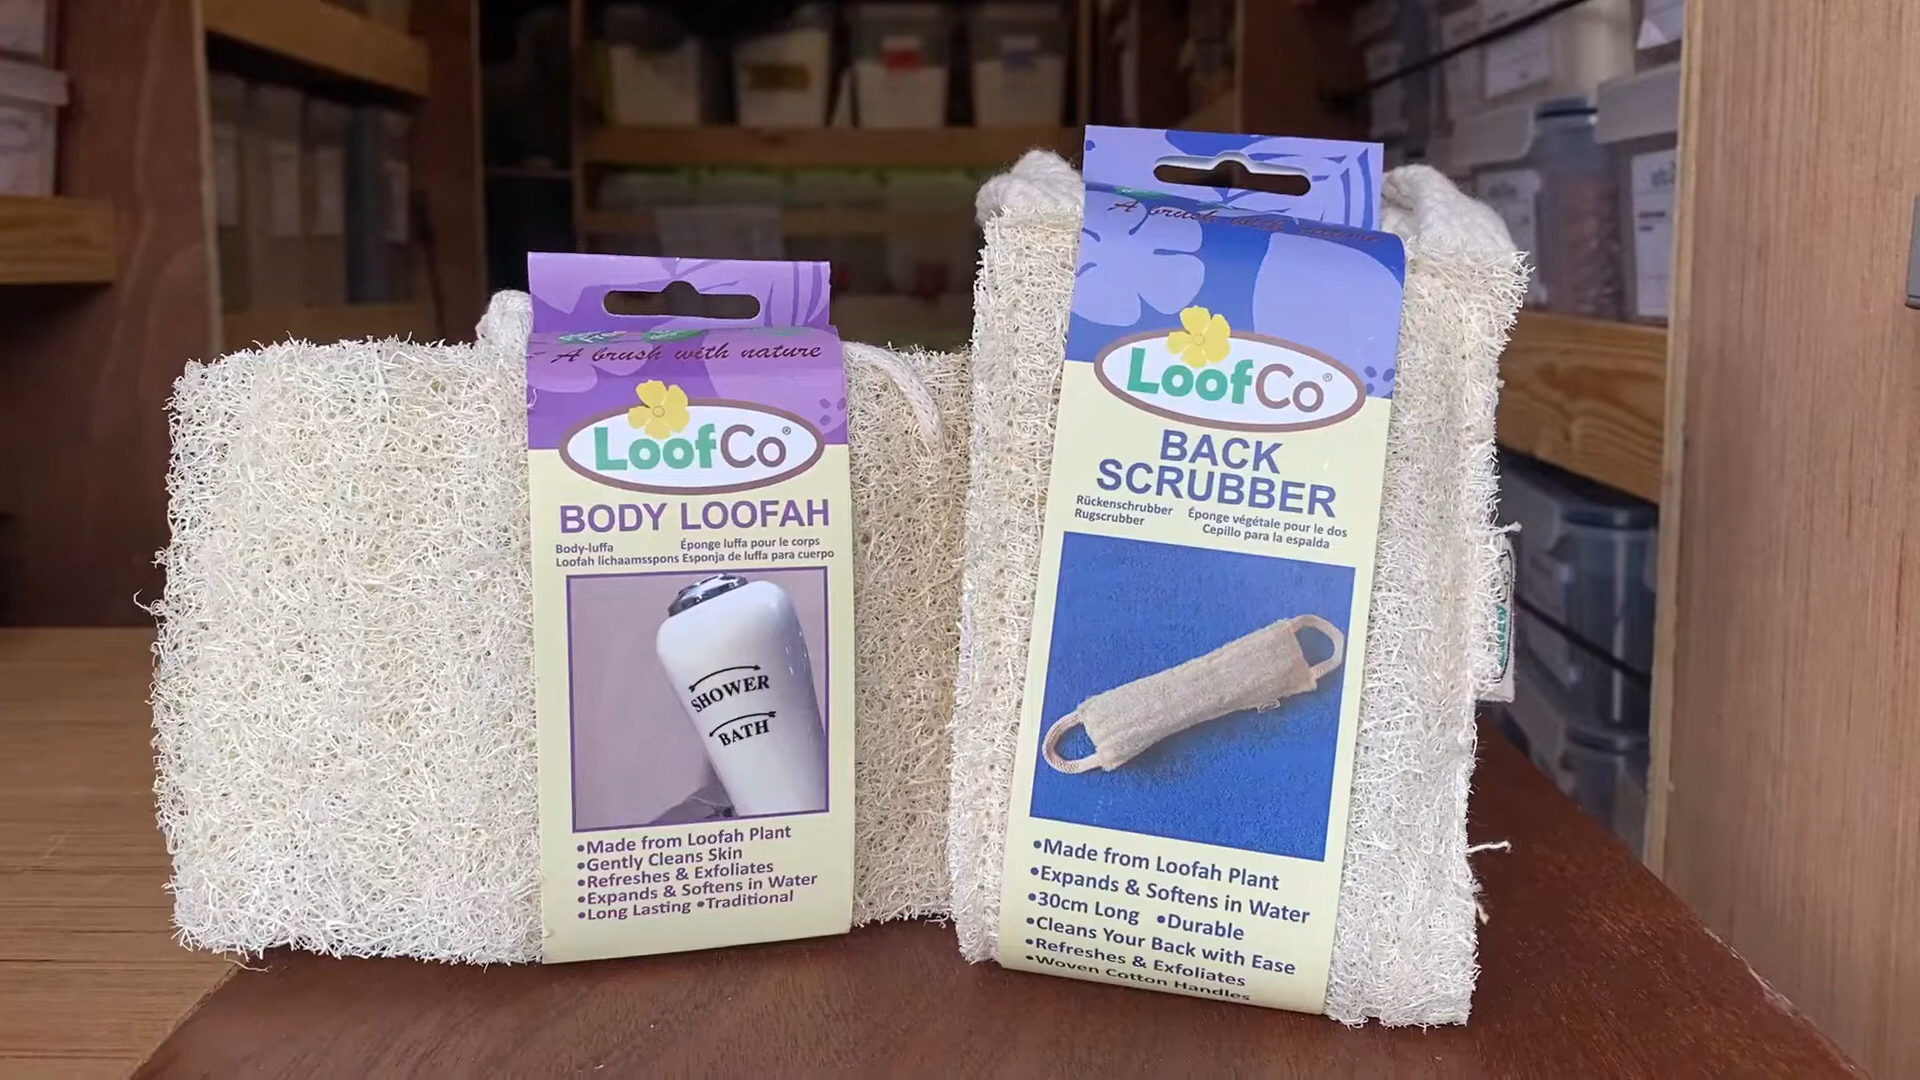 A brush with nature
LoofCo®
BODY LOOFAH
Body-luffa Éponge luffa pour le corps
Loofah lichaamsspons Esponja de luffa para cuerpo
SHOWER
BATH
•Made from Loofah Plant
•Gently Cleans Skin
•Refreshes & Exfoliates
•Expands & Softens in Water
•Long Lasting •Traditional
A brush with nature
LoofCo®
BACK
SCRUBBER
Rückenschrubber Éponge végétale pour le dos
Rugscrubber Cepillo para la espalda
•Made from Loofah Plant
•Expands & Softens in Water
•30cm Long •Durable
•Cleans Your Back with Ease
•Refreshes & Exfoliates
•Woven Cotton Handles